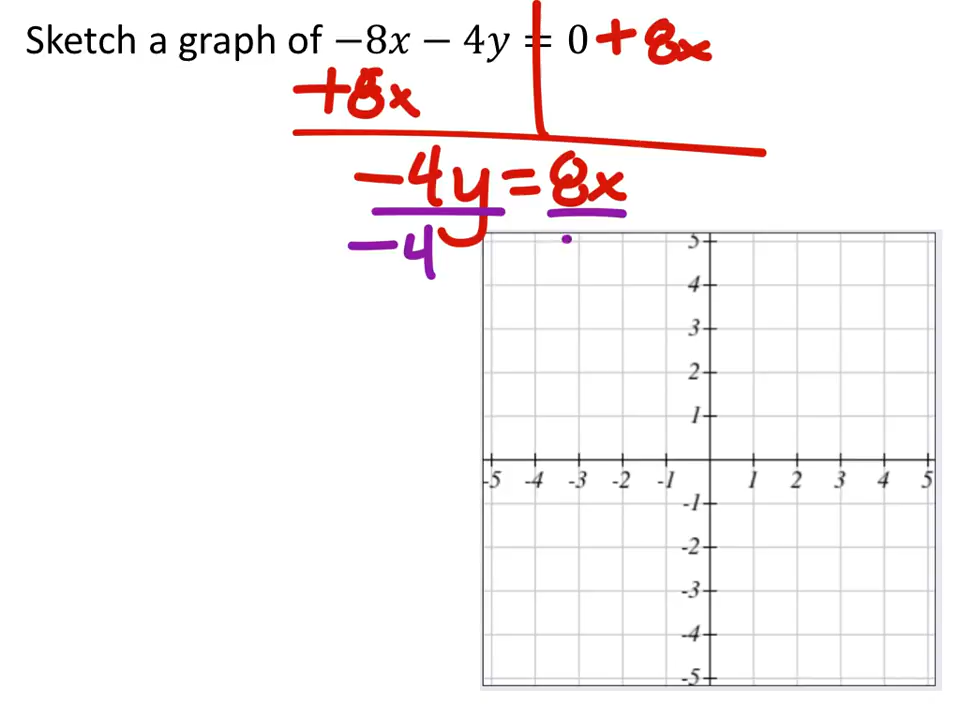 Sketch a graph of −8x − 4y = 0 + 8x
+8x
−4y = 8x
−4
5
4
3
2
1
-5 -4 -3 -2 -1 1 2 3 4 5
-1
-2
-3
-4
-5